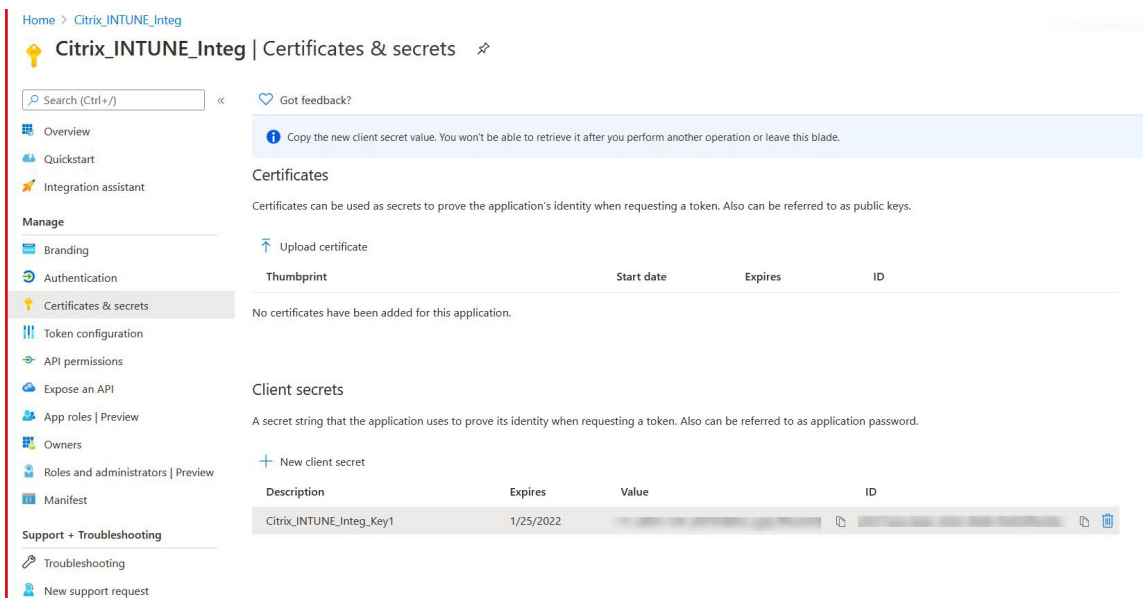 Home > Citrix_INTUNE_Integ
Citrix_INTUNE_Integ | Certificates & secrets
Search (Ctrl+/)
«
Overview
Quickstart
Integration assistant
Manage
Branding
Authentication
Certificates & secrets
Token configuration
API permissions
Expose an API
App roles | Preview
Owners
Roles and administrators | Preview
Manifest
Support + Troubleshooting
Troubleshooting
New support request
Got feedback?
Copy the new client secret value. You won't be able to retrieve it after you perform another operation or leave this blade.
Certificates
Certificates can be used as secrets to prove the application's identity when requesting a token. Also can be referred to as public keys.
Upload certificate
Thumbprint Start date Expires ID
No certificates have been added for this application.
Client secrets
A secret string that the application uses to prove its identity when requesting a token. Also can be referred to as application password.
New client secret
Description Expires Value ID
Citrix_INTUNE_Integ_Key1 1/25/2022